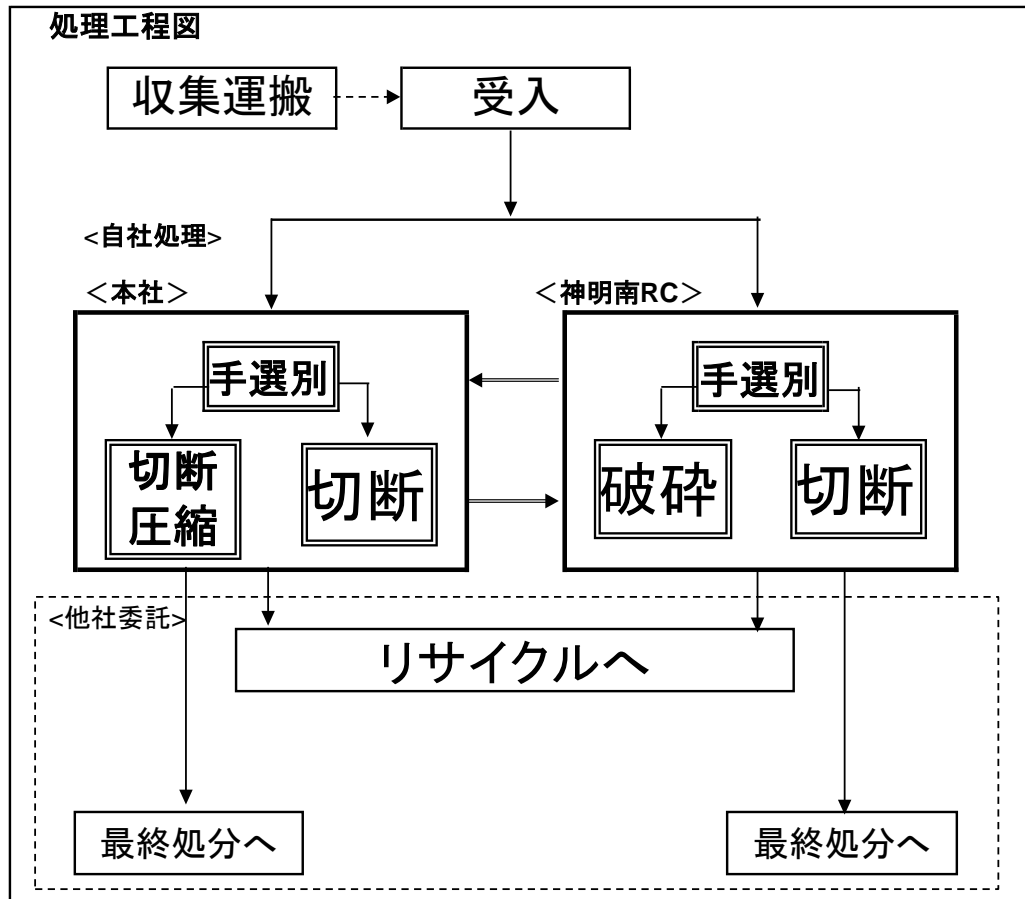 処理工程図
収集運搬
受入
<自社処理>
＜本社＞
＜神明南RC＞
手選別
手選別
切断
圧縮
切断
破砕
切断
<他社委託>
リサイクルへ
最終処分へ
最終処分へ